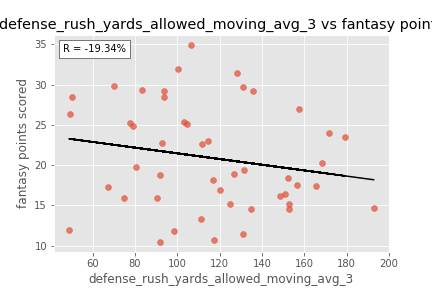 defense_rush_yards_allowed_moving_avg_3 vs fantasy
R = -19.34%
fantasy points scored
35
30
25
20
15
10
60 80 100 120 140 160 180 200
defense_rush_yards_allowed_moving_avg_3